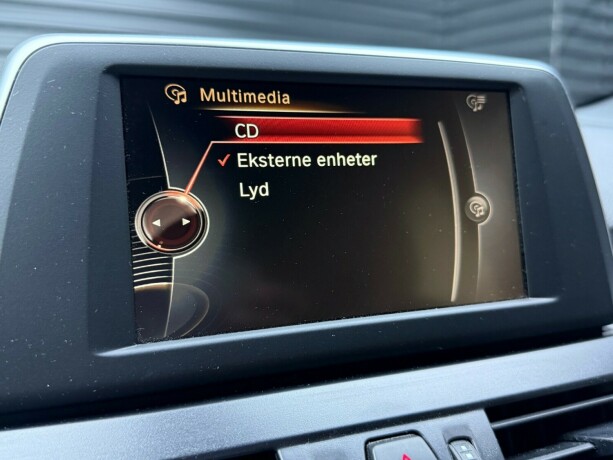 Multimedia
CD
✓ Eksterne enheter
Lyd